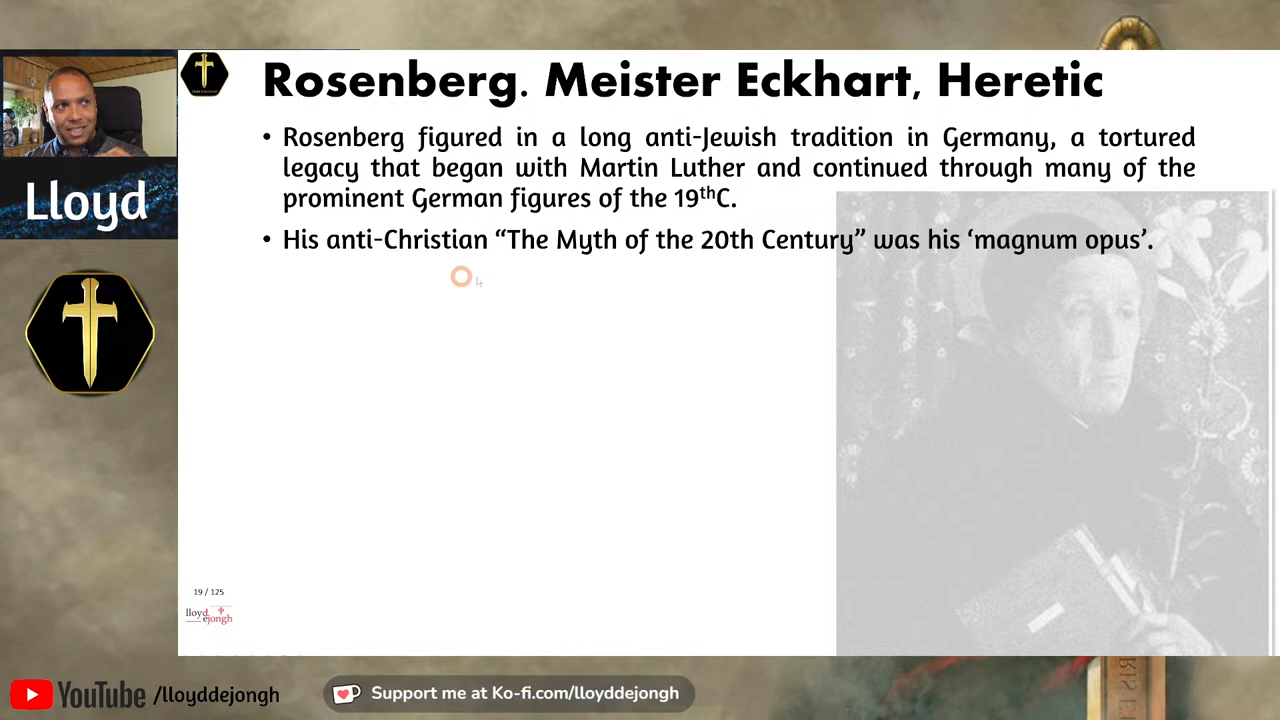 Rosenberg. Meister Eckhart, Heretic
• Rosenberg figured in a long anti-Jewish tradition in Germany, a tortured
legacy that began with Martin Luther and continued through many of the
prominent German figures of the 19thC.
• His anti-Christian “The Myth of the 20th Century” was his ‘magnum opus’.
Lloyd
19 / 125
lloyd
ejongh
YouTube /lloyddejongh
Support me at Ko-fi.com/lloyddejongh